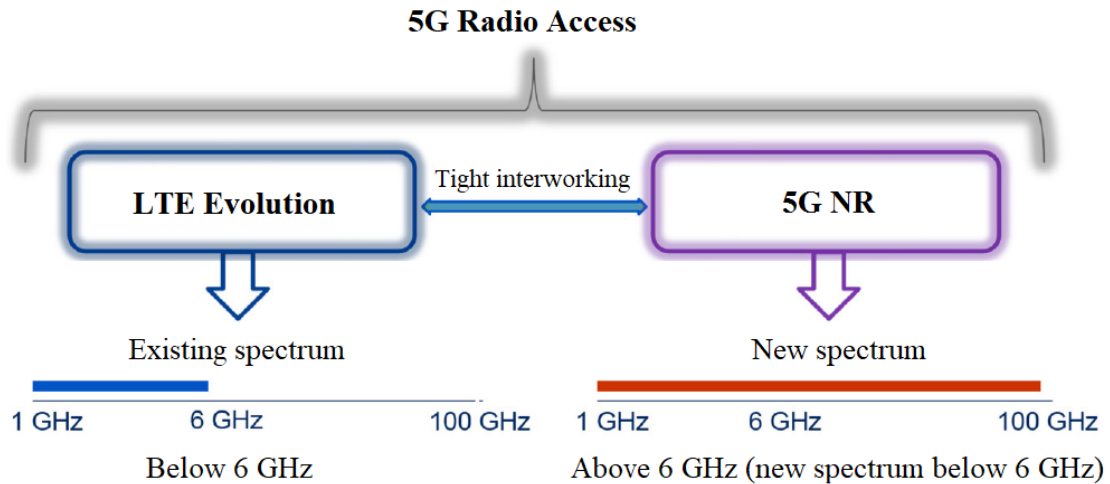 5G Radio Access
LTE Evolution
Tight interworking
5G NR
Existing spectrum
New spectrum
1 GHz
6 GHz
100 GHz
1 GHz
6 GHz
100 GHz
Below 6 GHz
Above 6 GHz (new spectrum below 6 GHz)